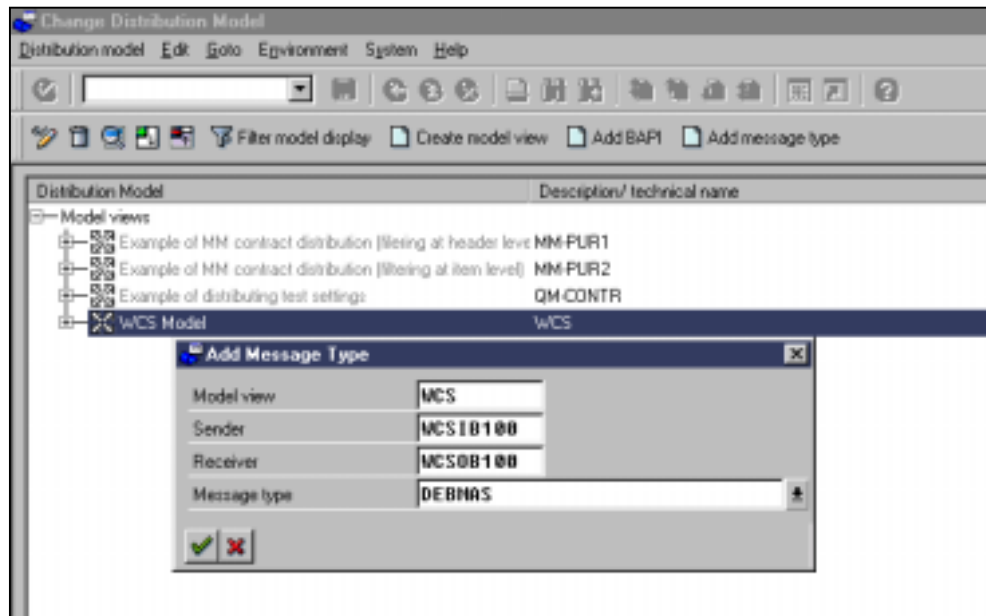 Change Distribution Model
Distribution model Edit Goto Environment System Help
Filter model display Create model view Add BAPI Add message type
Distribution Model Description/ technical name
Model views
Example of MM contract distribution (filtering at header leve MM-PUR1
Example of MM contract distribution (filtering at item level) MM-PUR2
Example of distributing test settings QM-CONTR
WCS Model WCS
Add Message Type
Model view WCS
Sender WCSIB100
Receiver WCSOB100
Message type DEBMAS